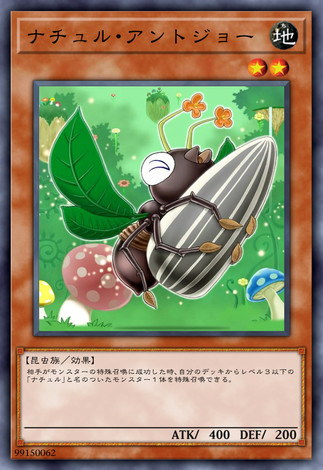 ナチュル・アントジョー
地
【昆虫族／効果】
相手がモンスターの特殊召喚に成功した時、自分のデッキからレベル３以下の
「ナチュル」と名のついたモンスター１体を特殊召喚できる。
ATK/ 400 DEF/ 200
99150062